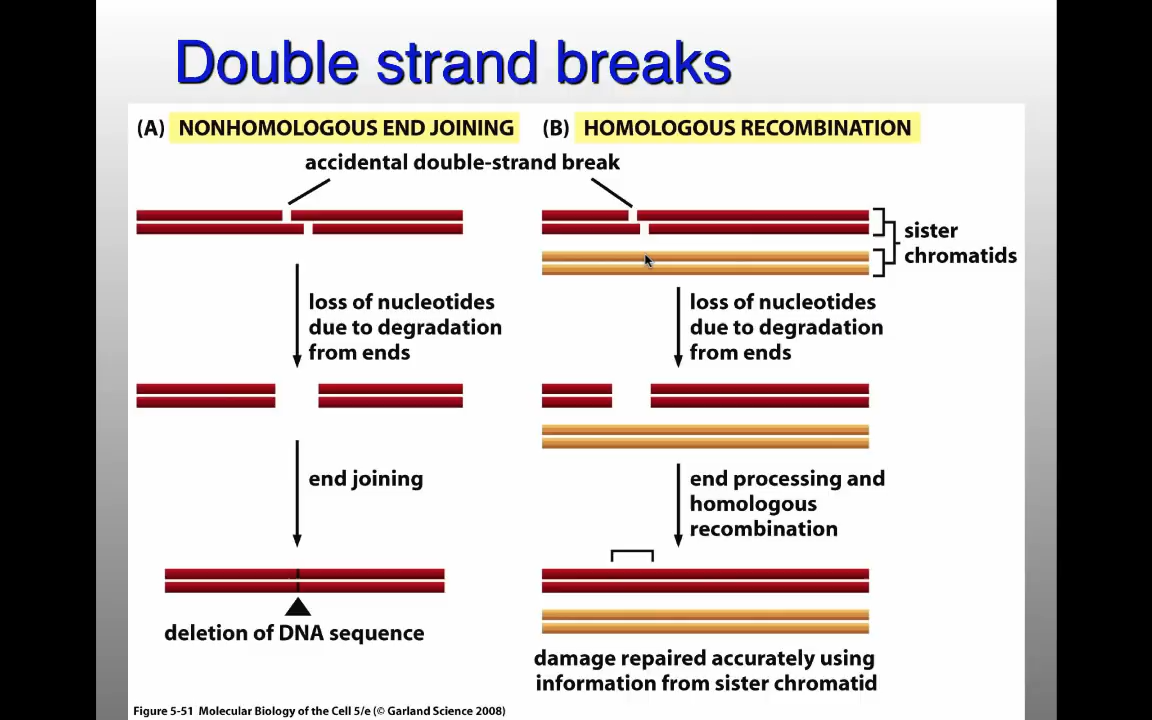 Double strand breaks
(A) NONHOMOLOGOUS END JOINING
(B) HOMOLOGOUS RECOMBINATION
accidental double-strand break
sister
chromatids
loss of nucleotides
due to degradation
from ends
loss of nucleotides
due to degradation
from ends
end joining
end processing and
homologous
recombination
deletion of DNA sequence
damage repaired accurately using
information from sister chromatid
Figure 5-51 Molecular Biology of the Cell 5/e (© Garland Science 2008)